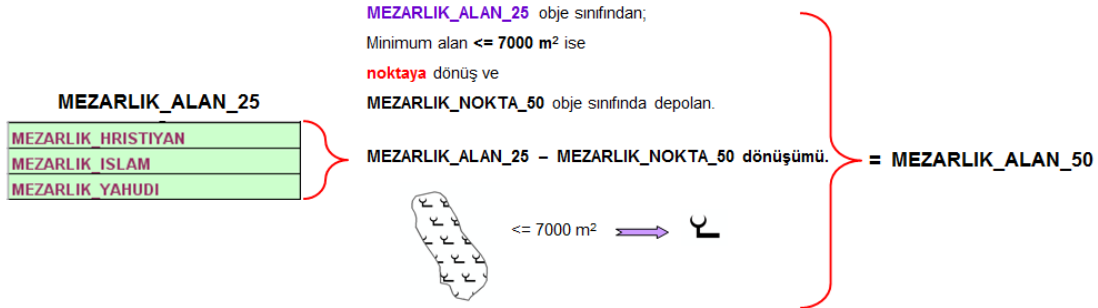 MEZARLIK_ALAN_25
MEZARLIK_HRISTIYAN
MEZARLIK_ISLAM
MEZARLIK_YAHUDI
MEZARLIK_ALAN_25 obje sınıfından;
Minimum alan <= 7000 m² ise
noktaya dönüş ve
MEZARLIK_NOKTA_50 obje sınıfında depolan.
MEZARLIK_ALAN_25 – MEZARLIK_NOKTA_50 dönüşümü.
<= 7000 m²
= MEZARLIK_ALAN_50